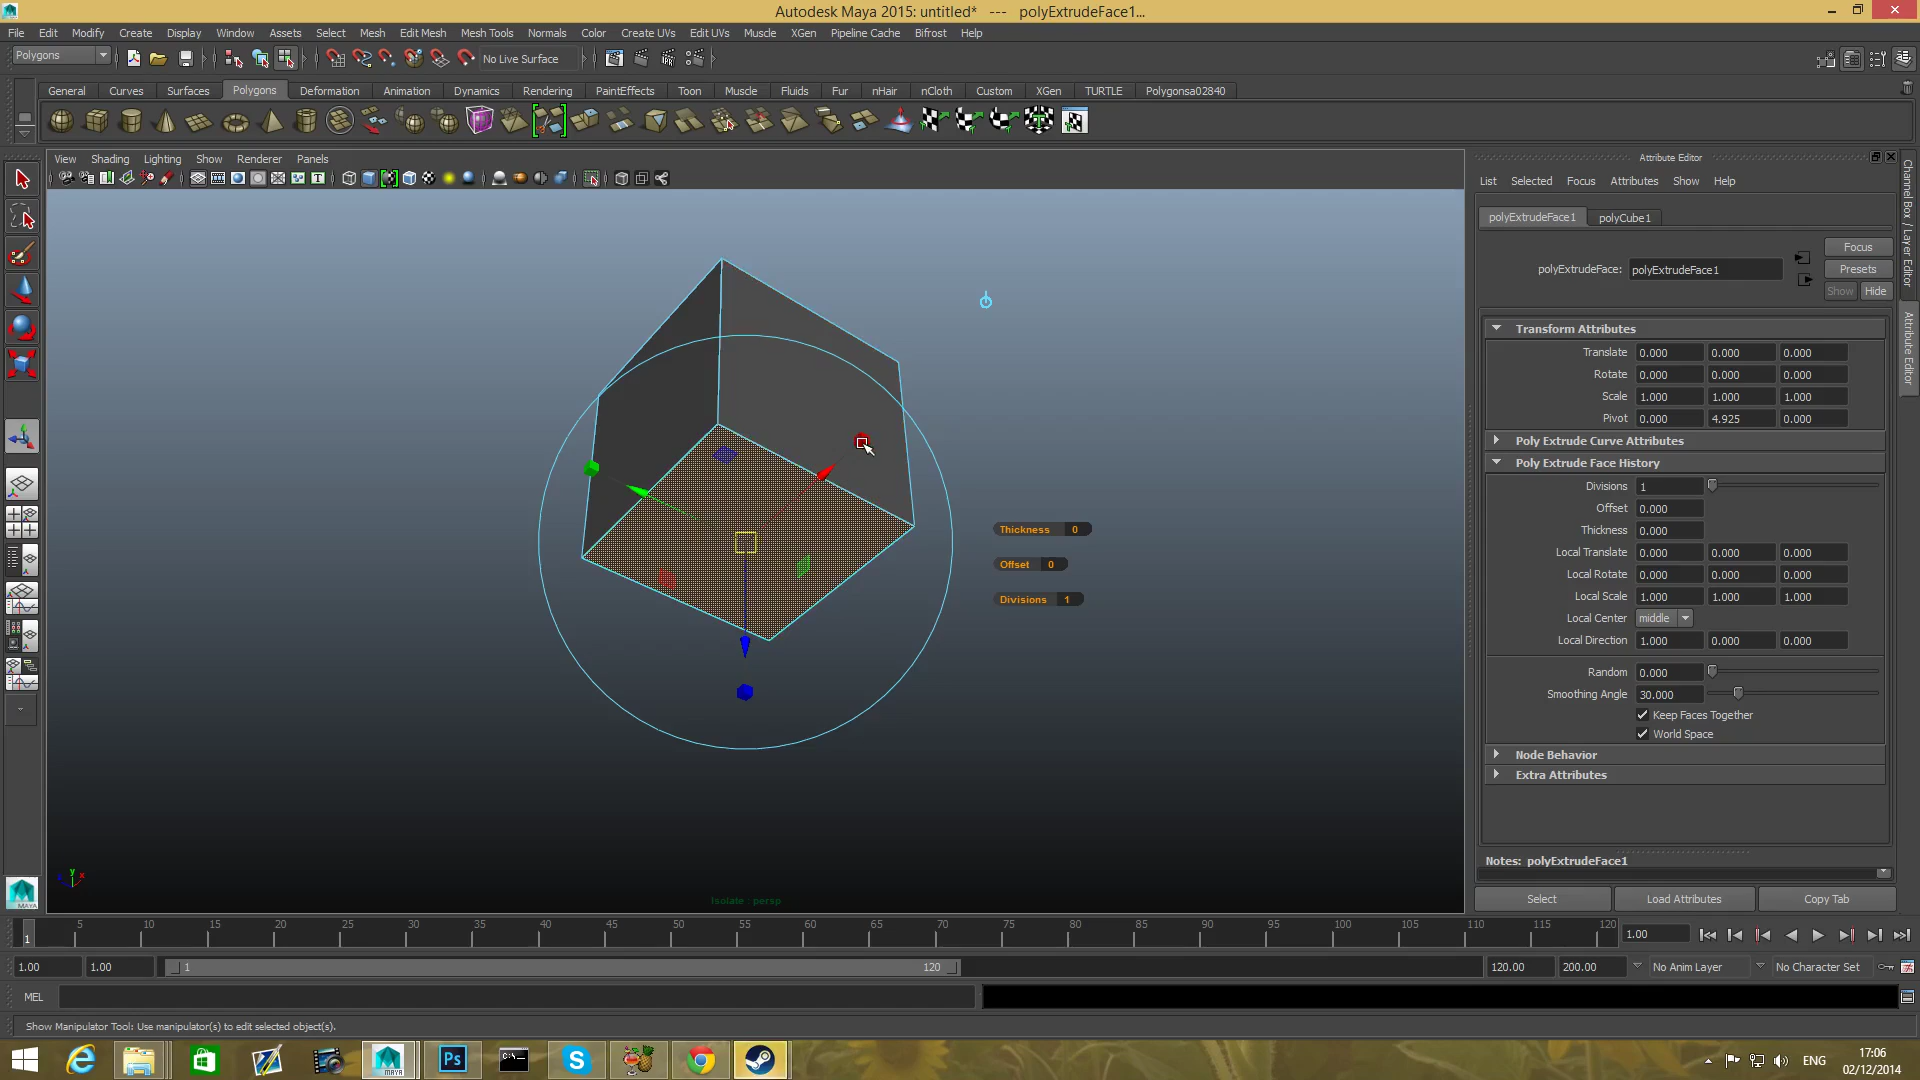 Autodesk Maya 2015: untitled*   ---   polyExtrudeFace1...
File Edit Modify Create Display Window Assets Select Mesh Edit Mesh Mesh Tools Normals Color Create UVs Edit UVs Muscle XGen Pipeline Cache Bifrost Help
Polygons No Live Surface
General Curves Surfaces Polygons Deformation Animation Dynamics Rendering PaintEffects Toon Muscle Fluids Fur nHair nCloth Custom XGen TURTLE Polygonsa02840
View Shading Lighting Show Renderer Panels
Attribute Editor
List Selected Focus Attributes Show Help
polyExtrudeFace1 polyCube1
Focus
polyExtrudeFace: polyExtrudeFace1 Presets
Show Hide
Transform Attributes
Translate 0.000 0.000 0.000
Rotate 0.000 0.000 0.000
Scale 1.000 1.000 1.000
Pivot 0.000 4.925 0.000
Poly Extrude Curve Attributes
Poly Extrude Face History
Divisions 1
Offset 0.000
Thickness 0.000
Local Translate 0.000 0.000 0.000
Local Rotate 0.000 0.000 0.000
Local Scale 1.000 1.000 1.000
Local Center middle
Local Direction 1.000 0.000 0.000
Random 0.000
Smoothing Angle 30.000
Keep Faces Together
World Space
Node Behavior
Extra Attributes
Notes: polyExtrudeFace1
Select Load Attributes Copy Tab
Channel Box / Layer Editor
Attribute Editor
Thickness 0
Offset 0
Divisions 1
y x
Isolate : persp
MAYA
1 5 10 15 20 25 30 35 40 45 50 55 60 65 70 75 80 85 90 95 100 105 110 115 120 1.00
1.00 1.00 1 120 120.00 200.00 No Anim Layer No Character Set
MEL
Show Manipulator Tool: Use manipulator(s) to edit selected object(s).
MAYA Ps C:\ S ENG 17:06
02/12/2014